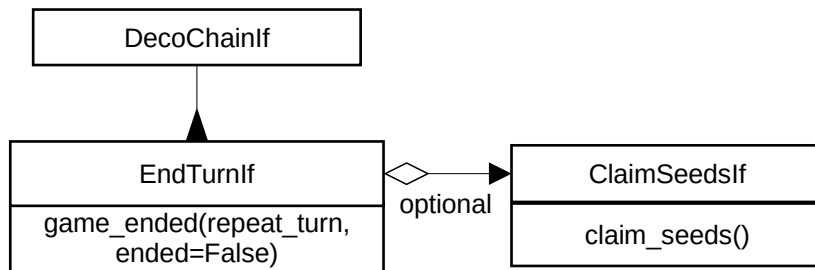 DecoChainIf
EndTurnIf
game_ended(repeat_turn,
ended=False)
optional
ClaimSeedsIf
claim_seeds()